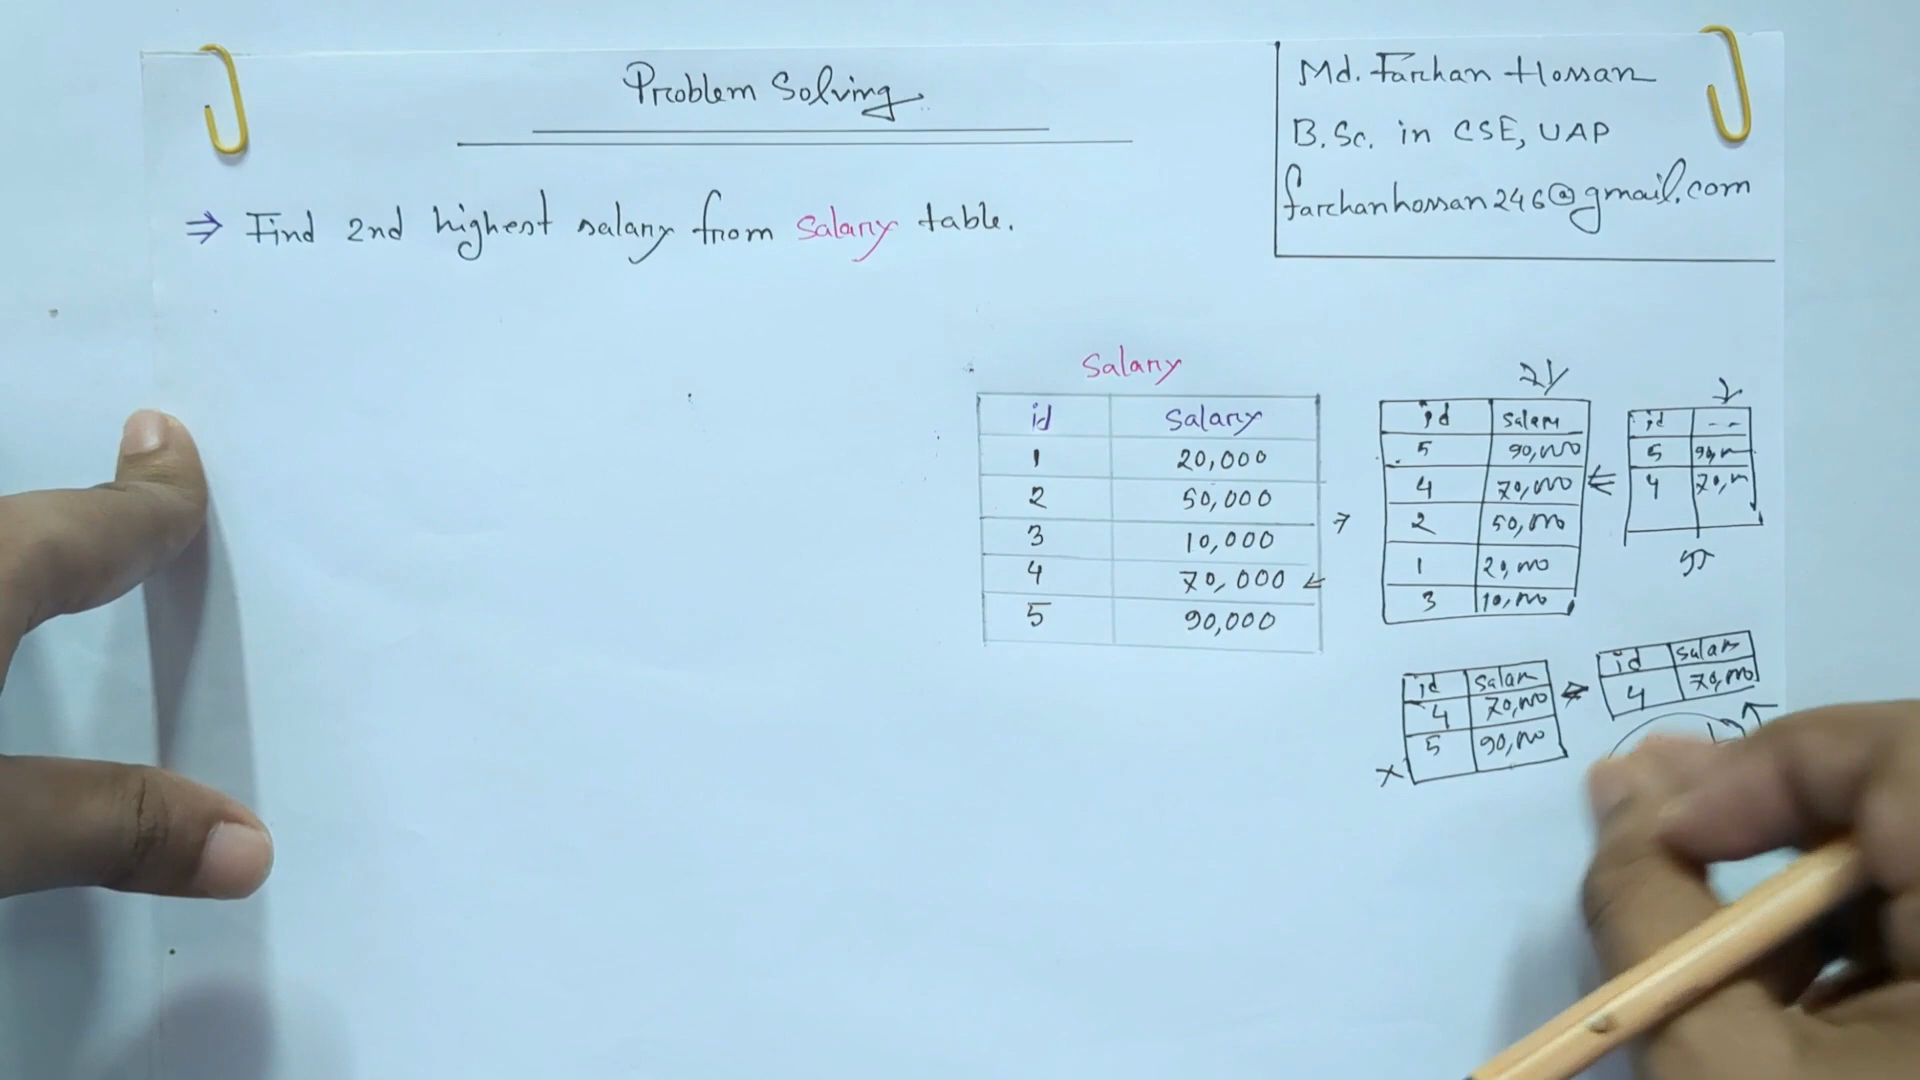 Problem Solving
Md. Farhan Hossan
B.Sc. in CSE, UAP
farhanhossan246@gmail.com
⇒ Find 2nd highest salary from Salary table.
Salary
id Salary
1 20,000
2 50,000
3 10,000
4 70,000
5 90,000
id Salary
5 90,000
4 70,000
2 50,000
1 20,000
3 10,000
id --
5
4
id Salary
4 70,000
5 90,000
id Salary
4 70,000